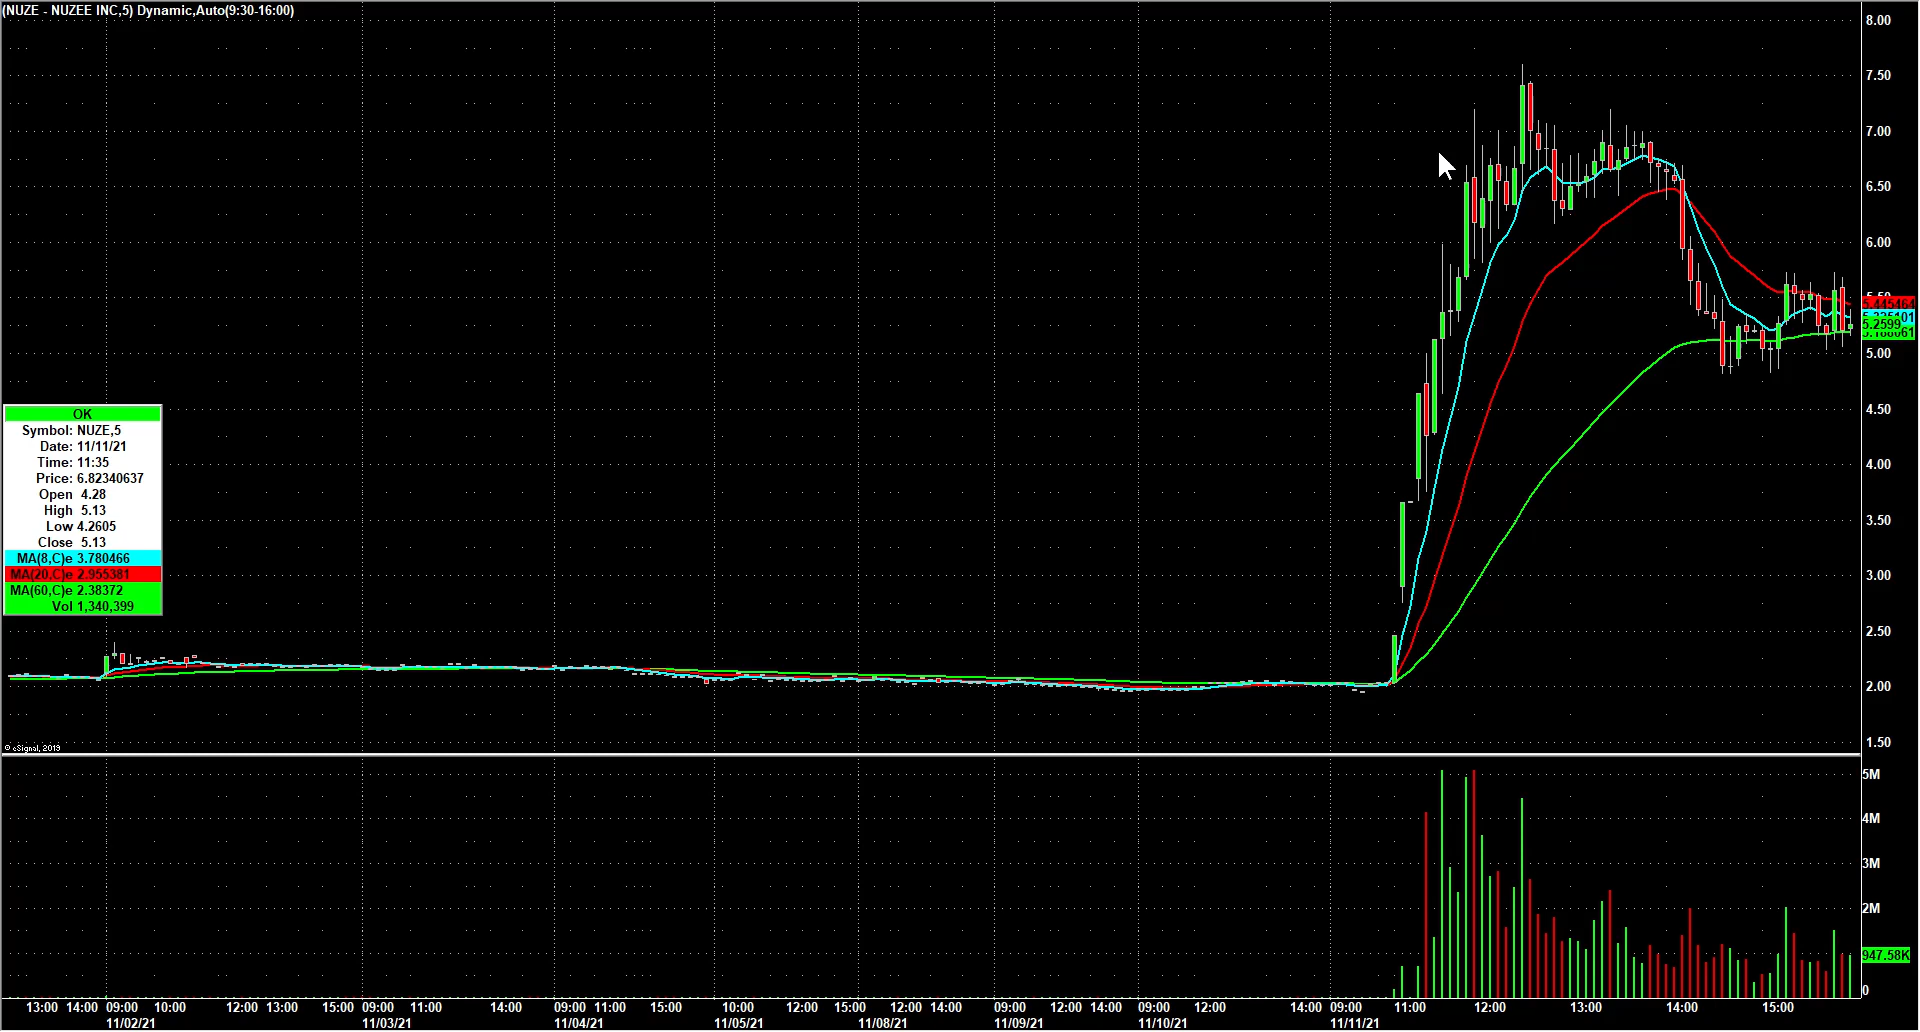 (NUZE - NUZEE INC,5) Dynamic,Auto(9:30-16:00)
8.00
7.50
7.00
6.50
6.00
5.50
5.445464
5.2599
5.188061
5.00
4.50
4.00
3.50
3.00
2.50
2.00
1.50
OK
Symbol: NUZE,5
Date: 11/11/21
Time: 11:35
Price: 6.82340637
Open 4.28
High 5.13
Low 4.2605
Close 5.13
MA(8,C)e 3.780466
MA(20,C)e 2.955381
MA(60,C)e 2.38372
Vol 1,340,399
© eSignal, 2019
5M
4M
3M
2M
947.58K
0
13:00 14:00 09:00 10:00 12:00 13:00 15:00 09:00 11:00 14:00 09:00 11:00 15:00 10:00 12:00 15:00 12:00 14:00 09:00 12:00 14:00 09:00 12:00 14:00 09:00 11:00 12:00 13:00 14:00 15:00
11/02/21 11/03/21 11/04/21 11/05/21 11/08/21 11/09/21 11/10/21 11/11/21